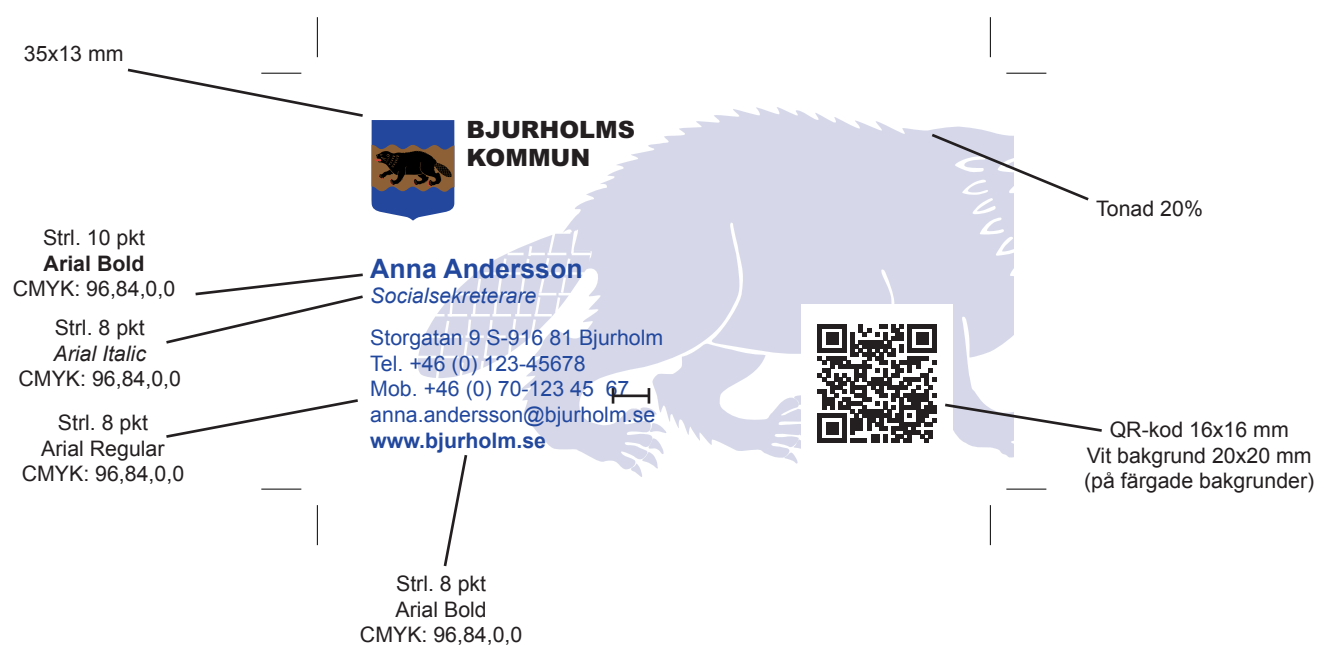 35x13 mm
BJURHOLMS
KOMMUN
Tonad 20%
Strl. 10 pkt
Arial Bold
CMYK: 96,84,0,0
Anna Andersson
Socialsekreterare
Strl. 8 pkt
Arial Italic
CMYK: 96,84,0,0
Storgatan 9 S-916 81 Bjurholm
Tel. +46 (0) 123-45678
Mob. +46 (0) 70-123 45  67
anna.andersson@bjurholm.se
www.bjurholm.se
Strl. 8 pkt
Arial Regular
CMYK: 96,84,0,0
QR-kod 16x16 mm
Vit bakgrund 20x20 mm
(på färgade bakgrunder)
Strl. 8 pkt
Arial Bold
CMYK: 96,84,0,0